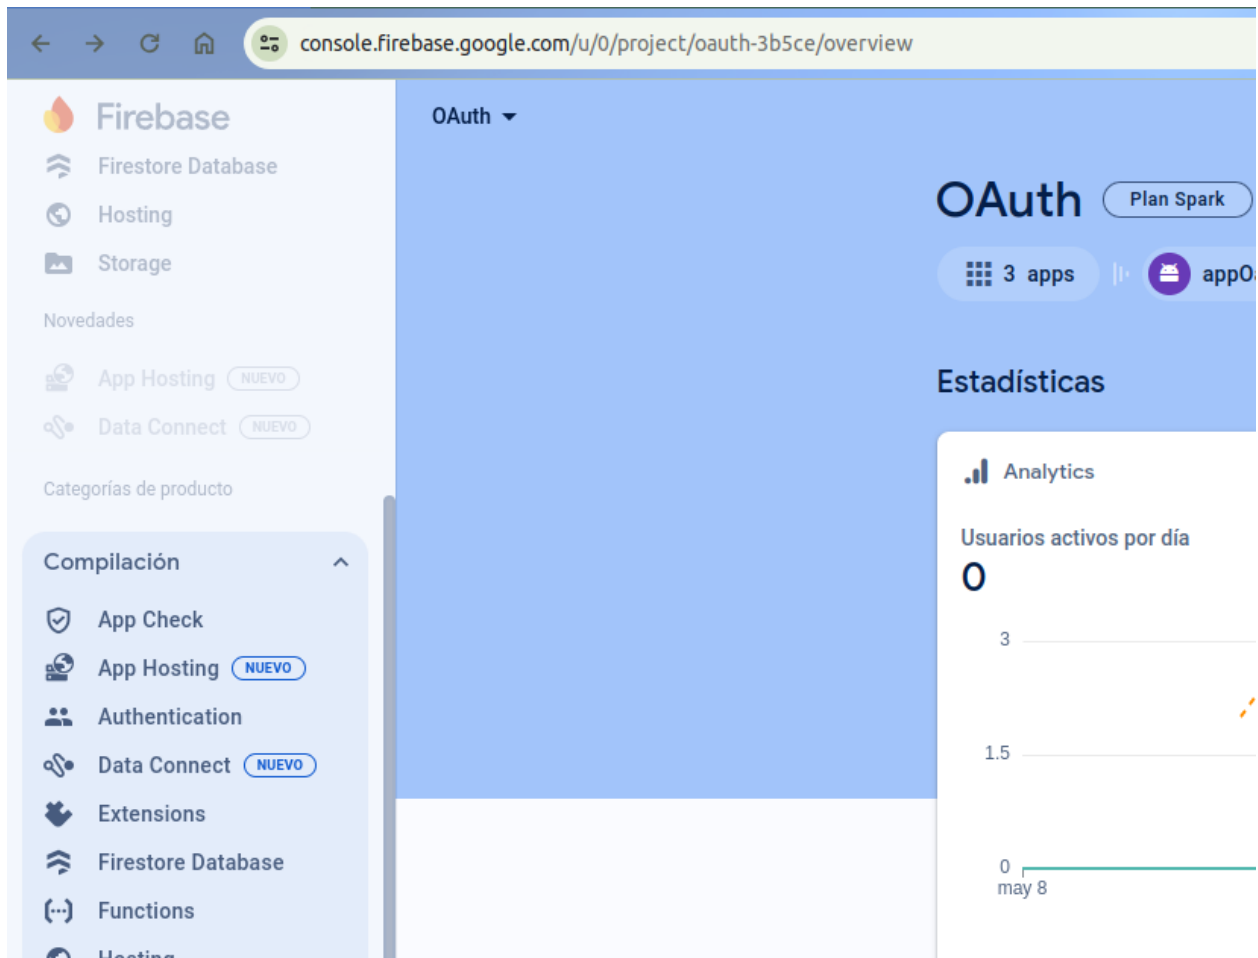 console.firebase.google.com/u/0/project/oauth-3b5ce/overview
Firebase
Firestore Database
Hosting
Storage
Novedades
App Hosting NUEVO
Data Connect NUEVO
Categorías de producto
Compilación
App Check
App Hosting NUEVO
Authentication
Data Connect NUEVO
Extensions
Firestore Database
Functions
Hosting
OAuth
OAuth Plan Spark
3 apps
Estadísticas
Analytics
Usuarios activos por día
0
3
1.5
0
may 8